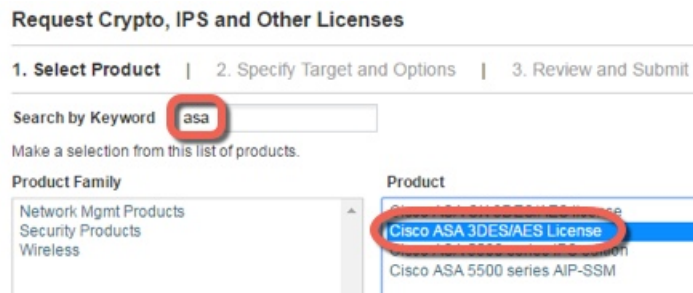 Request Crypto, IPS and Other Licenses
1. Select Product | 2. Specify Target and Options | 3. Review and Submit
Search by Keyword asa
Make a selection from this list of products.
Product Family
Network Mgmt Products
Security Products
Wireless
Product
Cisco ASA 3DES/AES License
Cisco ASA 5500 series AIP-SSM